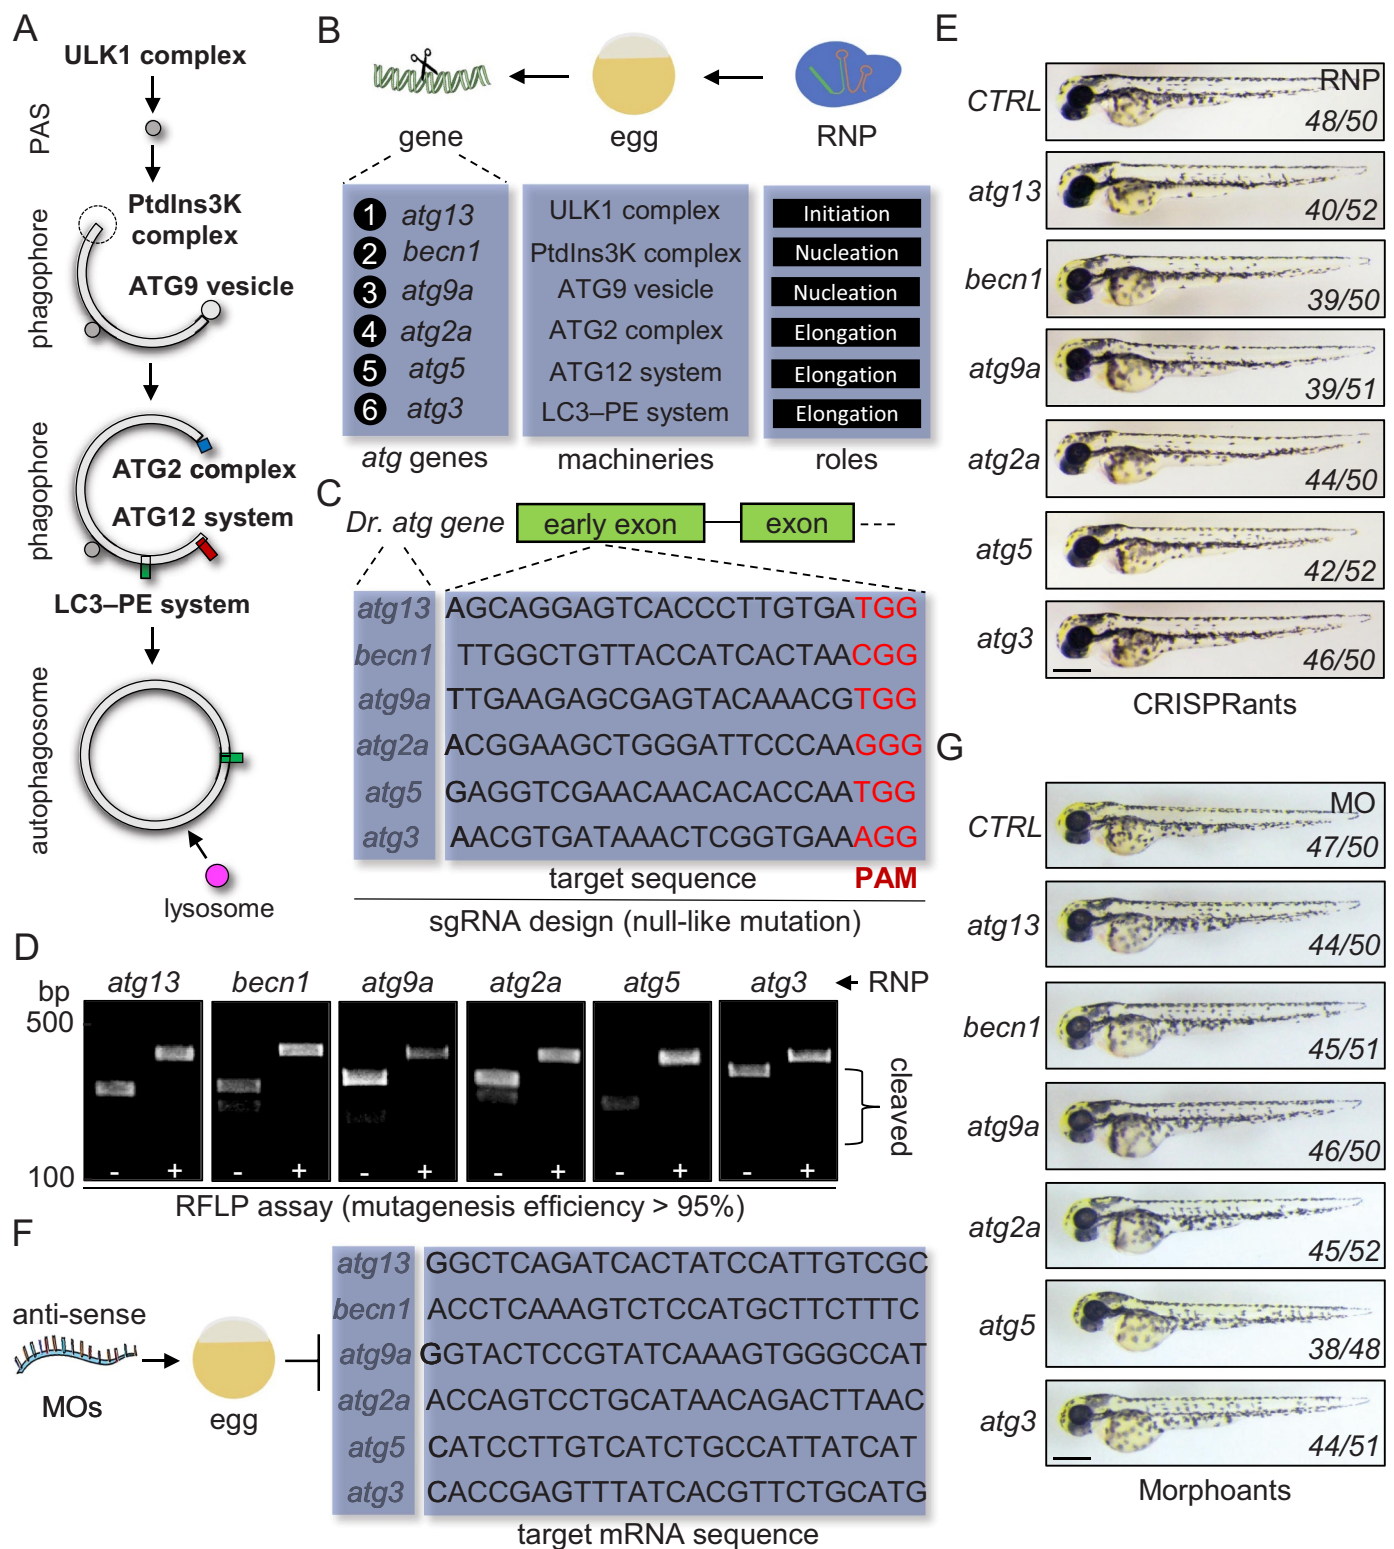 A
ULK1 complex
PAS
PtdIns3K
complex
phagophore
ATG9 vesicle
phagophore
ATG2 complex
ATG12 system
LC3–PE system
autophagosome
lysosome
B
gene
egg
RNP
1 atg13 ULK1 complex Initiation
2 becn1 PtdIns3K complex Nucleation
3 atg9a ATG9 vesicle Nucleation
4 atg2a ATG2 complex Elongation
5 atg5 ATG12 system Elongation
6 atg3 LC3–PE system Elongation
atg genes machineries roles
C
Dr. atg gene early exon exon
atg13 AGCAGGAGTCACCCTTGTGATGG
becn1 TTGGCTGTTACCATCACTAACGG
atg9a TTGAAGAGCGAGTACAAACGTGG
atg2a ACGGAAGCTGGGATTCCCAAGGG
atg5 GAGGTCGAACAACACACCAATGG
atg3 AACGTGATAAACTCGGTGAAAGG
target sequence PAM
sgRNA design (null-like mutation)
D
atg13 becn1 atg9a atg2a atg5 atg3 RNP
bp
500
100
- + - + - + - + - + - +
cleaved
RFLP assay (mutagenesis efficiency > 95%)
E
CTRL RNP 48/50
atg13 40/52
becn1 39/50
atg9a 39/51
atg2a 44/50
atg5 42/52
atg3 46/50
CRISPRants
F
anti-sense
MOs
egg
atg13 GGCTCAGATCACTATCCATTGTCGC
becn1 ACCTCAAAGTCTCCATGCTTCTTTC
atg9a GGTACTCCGTATCAAAGTGGGCCAT
atg2a ACCAGTCCTGCATAACAGACTTAAC
atg5 CATCCTTGTCATCTGCCATTATCAT
atg3 CACCGAGTTTATCACGTTCTGCATG
target mRNA sequence
G
CTRL MO 47/50
atg13 44/50
becn1 45/51
atg9a 46/50
atg2a 45/52
atg5 38/48
atg3 44/51
Morphoants